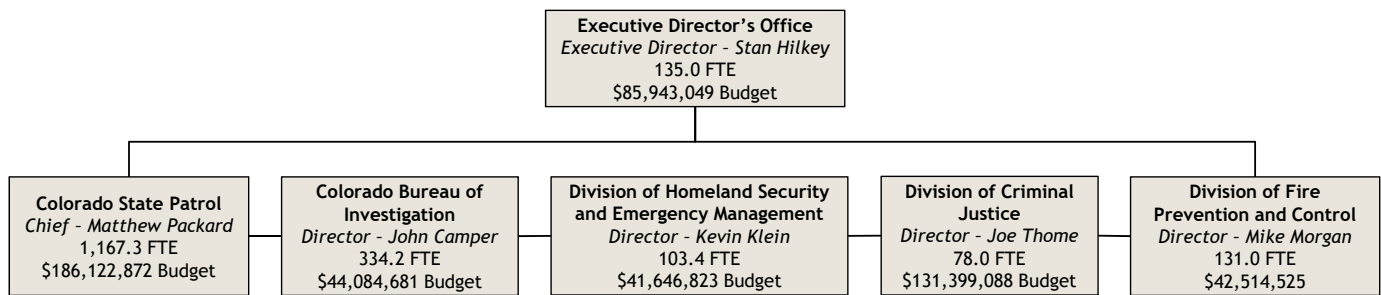 Executive Director’s Office
Executive Director – Stan Hilkey
135.0 FTE
$85,943,049 Budget
Colorado State Patrol
Chief – Matthew Packard
1,167.3 FTE
$186,122,872 Budget
Colorado Bureau of
Investigation
Director – John Camper
334.2 FTE
$44,084,681 Budget
Division of Homeland Security
and Emergency Management
Director – Kevin Klein
103.4 FTE
$41,646,823 Budget
Division of Criminal
Justice
Director – Joe Thome
78.0 FTE
$131,399,088 Budget
Division of Fire
Prevention and Control
Director – Mike Morgan
131.0 FTE
$42,514,525